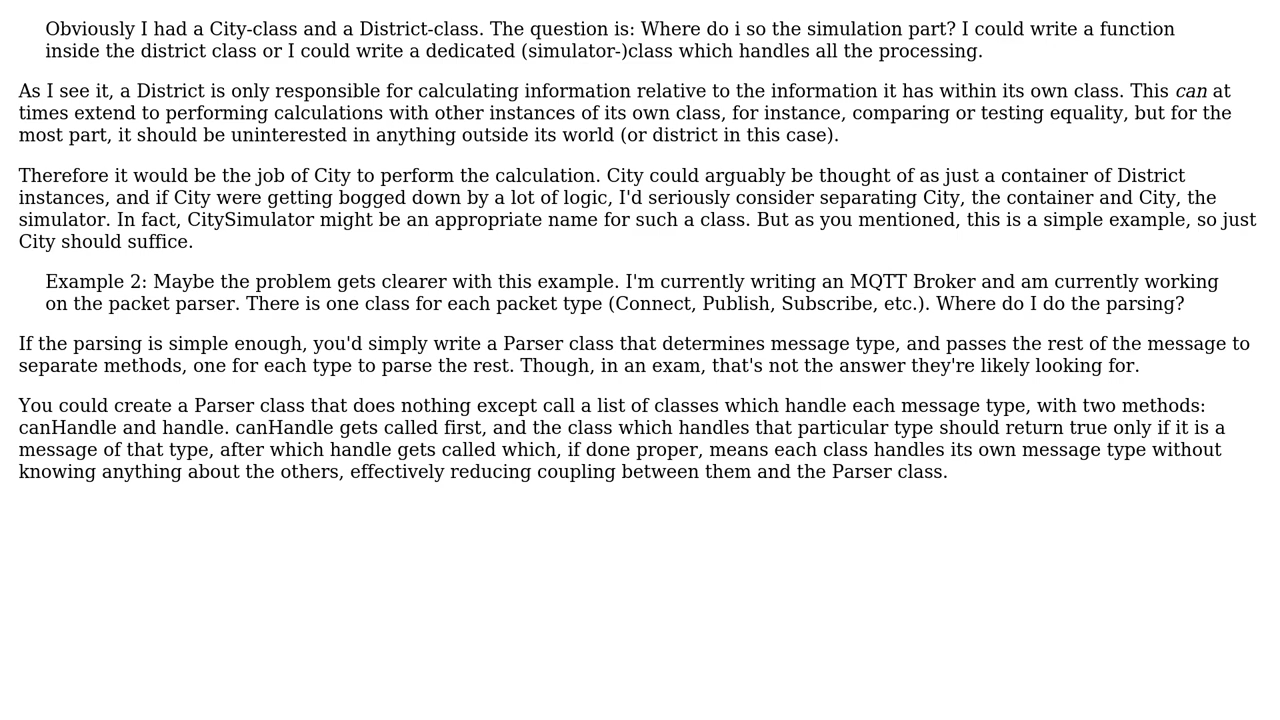 Obviously I had a City-class and a District-class. The question is: Where do i so the simulation part? I could write a function
inside the district class or I could write a dedicated (simulator-)class which handles all the processing.
As I see it, a District is only responsible for calculating information relative to the information it has within its own class. This can at
times extend to performing calculations with other instances of its own class, for instance, comparing or testing equality, but for the
most part, it should be uninterested in anything outside its world (or district in this case).
Therefore it would be the job of City to perform the calculation. City could arguably be thought of as just a container of District
instances, and if City were getting bogged down by a lot of logic, I'd seriously consider separating City, the container and City, the
simulator. In fact, CitySimulator might be an appropriate name for such a class. But as you mentioned, this is a simple example, so just
City should suffice.
Example 2: Maybe the problem gets clearer with this example. I'm currently writing an MQTT Broker and am currently working
on the packet parser. There is one class for each packet type (Connect, Publish, Subscribe, etc.). Where do I do the parsing?
If the parsing is simple enough, you'd simply write a Parser class that determines message type, and passes the rest of the message to
separate methods, one for each type to parse the rest. Though, in an exam, that's not the answer they're likely looking for.
You could create a Parser class that does nothing except call a list of classes which handle each message type, with two methods:
canHandle and handle. canHandle gets called first, and the class which handles that particular type should return true only if it is a
message of that type, after which handle gets called which, if done proper, means each class handles its own message type without
knowing anything about the others, effectively reducing coupling between them and the Parser class.